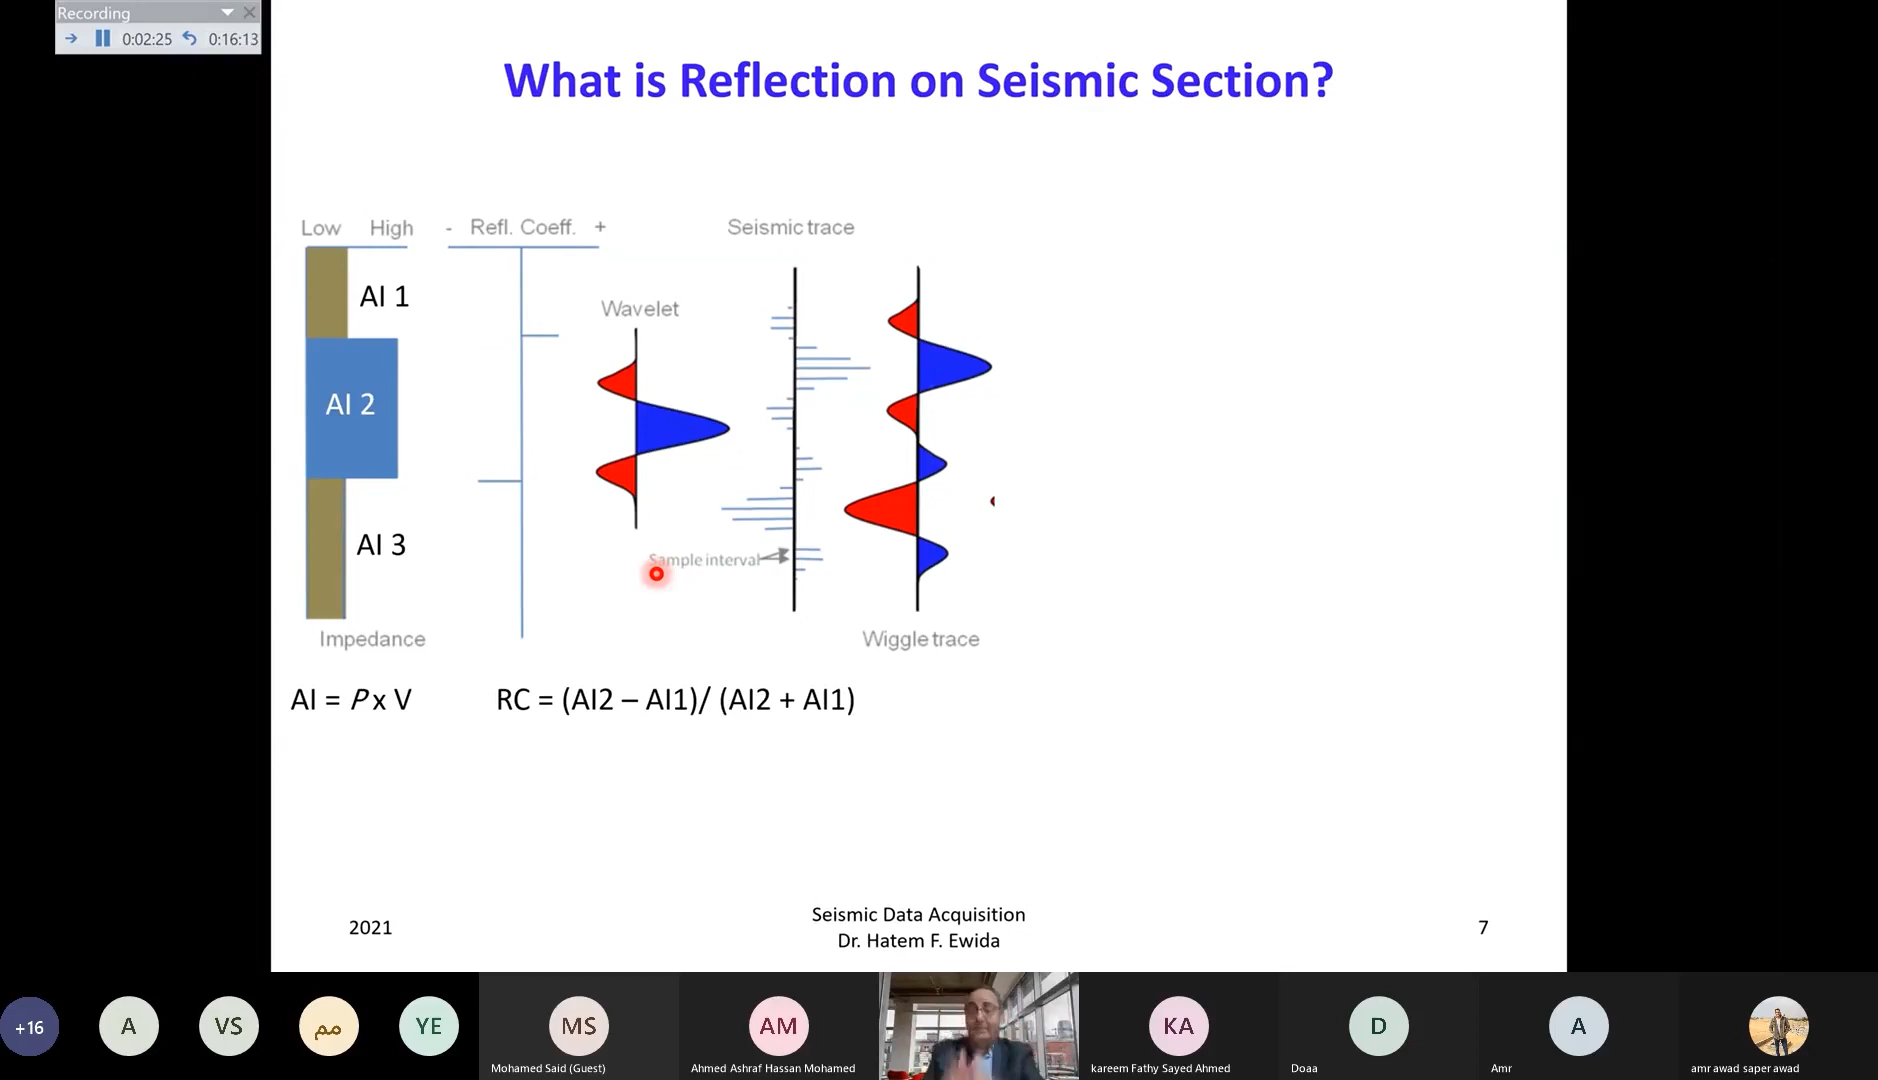 Recording
0:02:25 0:16:13
What is Reflection on Seismic Section?
Low High - Refl. Coeff. + Seismic trace
AI 1
Wavelet
AI 2
AI 3
Sample interval
Impedance Wiggle trace
AI = P x V RC = (AI2 – AI1)/ (AI2 + AI1)
2021 Seismic Data Acquisition 7
Dr. Hatem F. Ewida
+16 A VS مم YE MS AM KA D A
Mohamed Said (Guest) Ahmed Ashraf Hassan Mohamed kareem Fathy Sayed Ahmed Doaa Amr amr awad saper awad